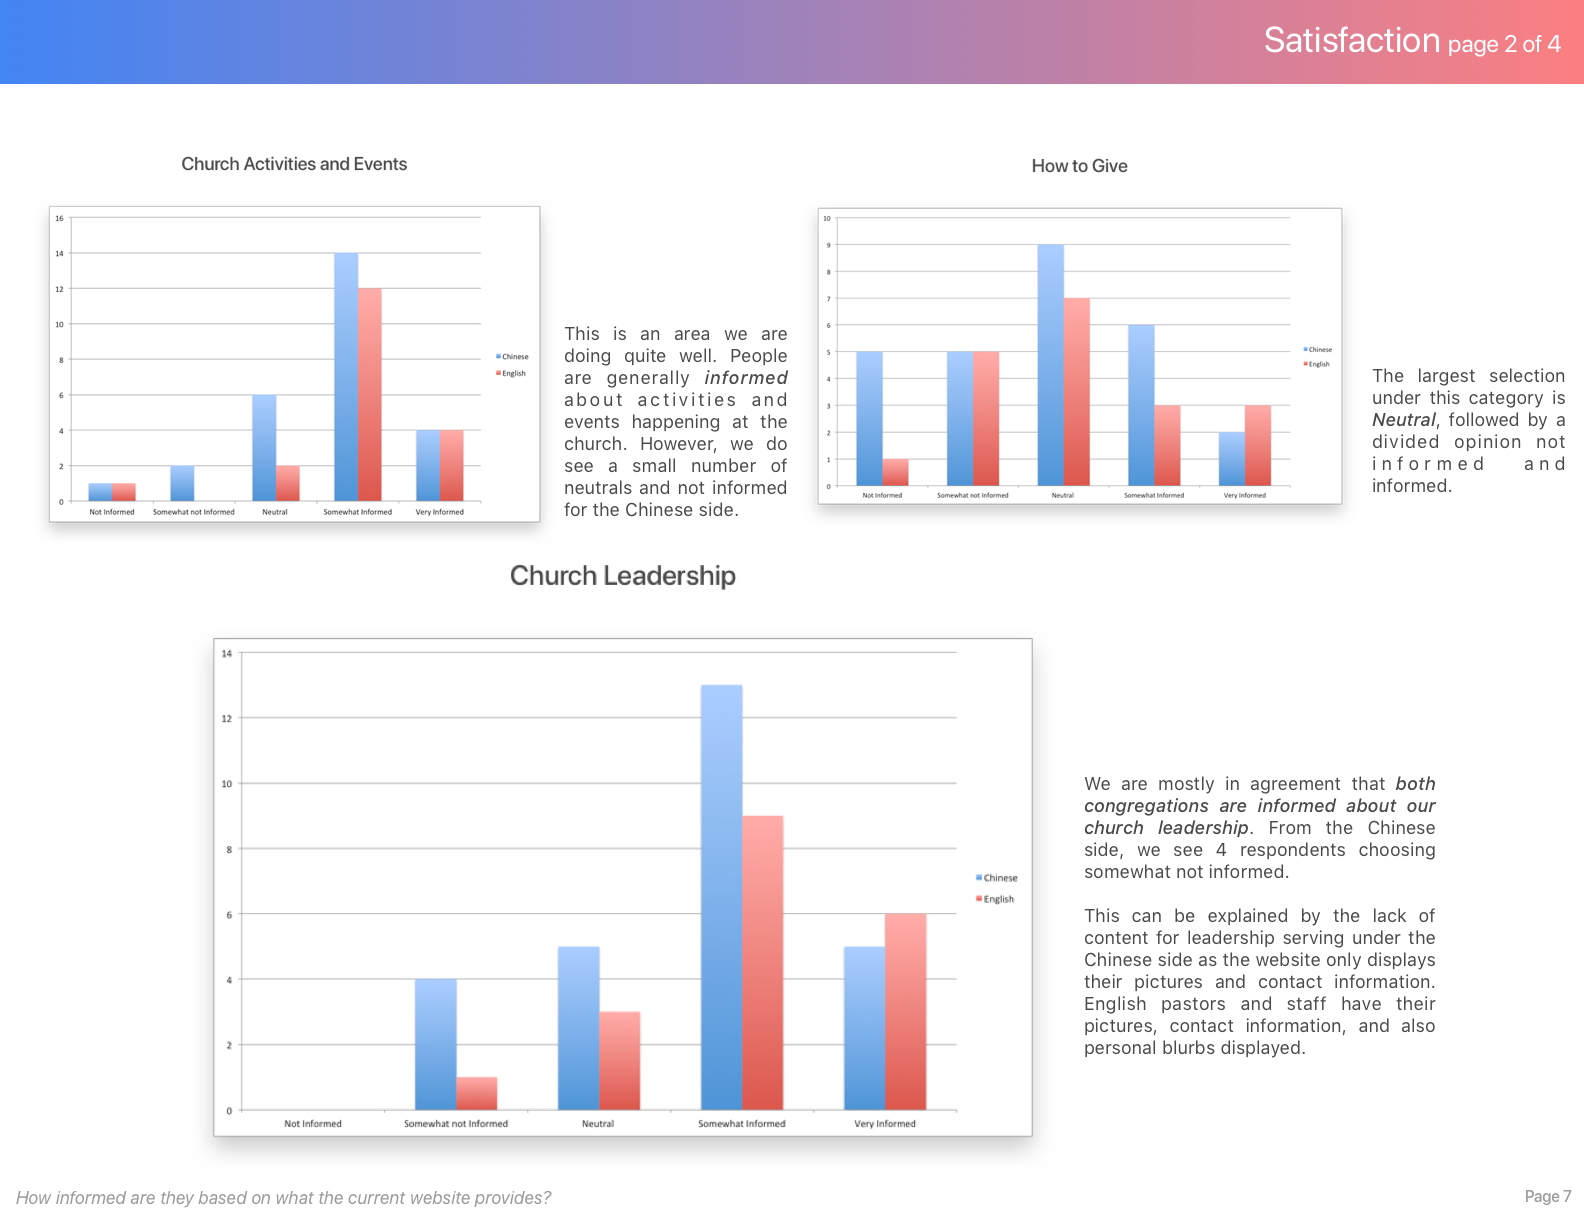 Satisfaction page 2 of 4
Church Activities and Events
16
14
12
10
8
6
4
2
0
Not Informed
Somewhat not Informed
Neutral
Somewhat Informed
Very Informed
Chinese
English
This is an area we are
doing quite well. People
are generally informed
about activities and
events happening at the
church. However, we do
see a small number of
neutrals and not informed
for the Chinese side.
How to Give
10
9
8
7
6
5
4
3
2
1
0
Not Informed
Somewhat not Informed
Neutral
Somewhat Informed
Very Informed
Chinese
English
The largest selection
under this category is
Neutral, followed by a
divided opinion not
informed and
informed.
Church Leadership
14
12
10
8
6
4
2
0
Not Informed
Somewhat not Informed
Neutral
Somewhat Informed
Very Informed
Chinese
English
We are mostly in agreement that both
congregations are informed about our
church leadership. From the Chinese
side, we see 4 respondents choosing
somewhat not informed.
This can be explained by the lack of
content for leadership serving under the
Chinese side as the website only displays
their pictures and contact information.
English pastors and staff have their
pictures, contact information, and also
personal blurbs displayed.
How informed are they based on what the current website provides?
Page 7